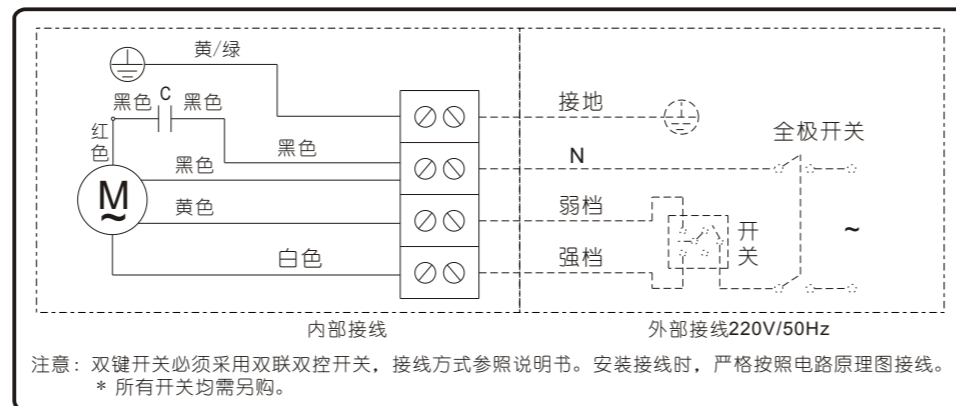 黄/绿
黑色 C 黑色
接地
全极开关
红色
黑色
N
黑色
M
~
黄色
弱档
开关
~
白色
强档
内部接线
外部接线220V/50Hz
注意：双键开关必须采用双联双控开关，接线方式参照说明书。安装接线时，严格按照电路原理图接线。
* 所有开关均需另购。